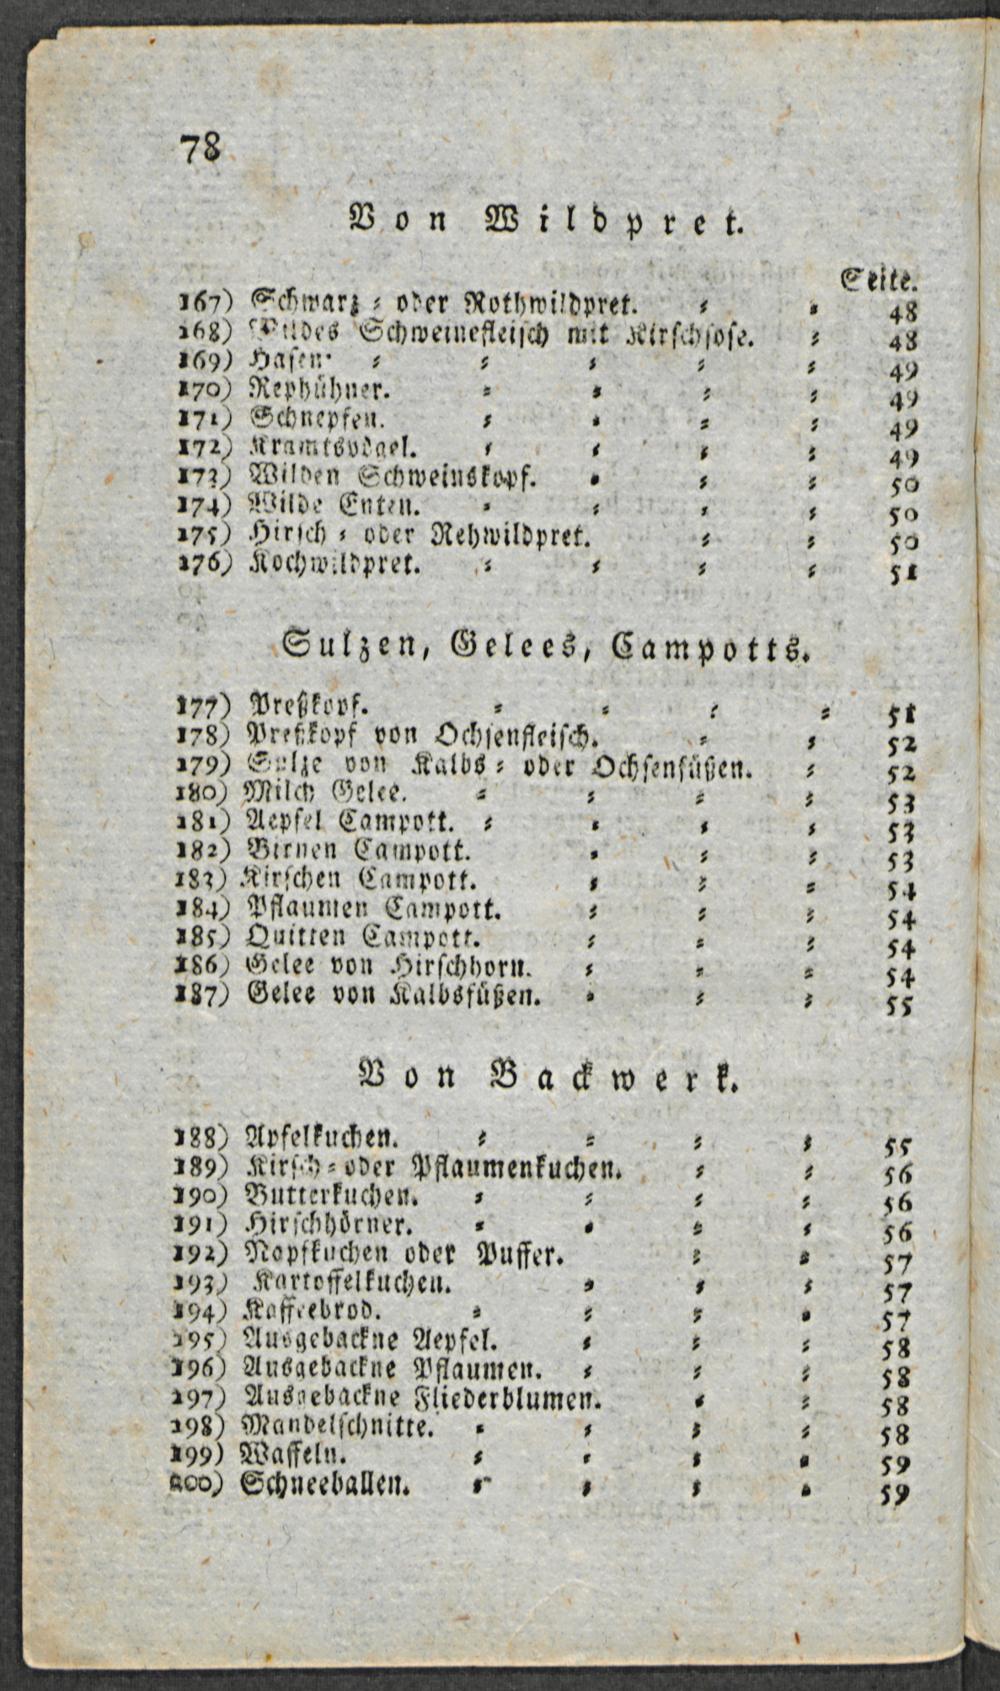 78
Von Wildpret.
Seite.
167) Schwarz = oder Rothwildpret. = = 48
168) Wildes Schweinefleisch mit Kirschsose. = 48
169) Hasen. = = = = = 49
170) Rephühner. = = = = 49
171) Schnepfen. = = = = 49
172) Kramtsvögel. = = = = 49
173) Wilden Schweinskopf. = = = 50
174) Wilde Enten. = = = = 50
175) Hirsch = oder Rehwildpret. = = 50
176) Kochwildpret. = = = = 51
Sulzen, Gelees, Campotts.
177) Preßkopf. = = = = 51
178) Preßkopf von Ochsenfleisch. = = 52
179) Sulze von Kalbs = oder Ochsenfüßen. = 52
180) Milch Gelee. = = = = 53
181) Aepfel Campott. = = = = 53
182) Birnen Campott. = = = 53
183) Kirschen Campott. = = = 54
184) Pflaumen Campott. = = = 54
185) Quitten Campott. = = = 54
186) Gelee von Hirschhorn. = = = 54
187) Gelee von Kalbsfüßen. = = = 55
Von Backwerk.
188) Apfelkuchen. = = = = 55
189) Kirsch = oder Pflaumenkuchen. = = 56
190) Butterkuchen. = = = = 56
191) Hirschhörner. = = = = 56
192) Napfkuchen oder Puffer. = = 57
193) Kartoffelkuchen. = = = 57
194) Kaffeebrod. = = = = 57
195) Ausgebackne Aepfel. = = = 58
196) Ausgebackne Pflaumen. = = = 58
197) Ausgebackne Fliederblumen. = = 58
198) Mandelschnitte. = = = = 58
199) Waffeln. = = = = 59
200) Schneeballen. = = = = 59